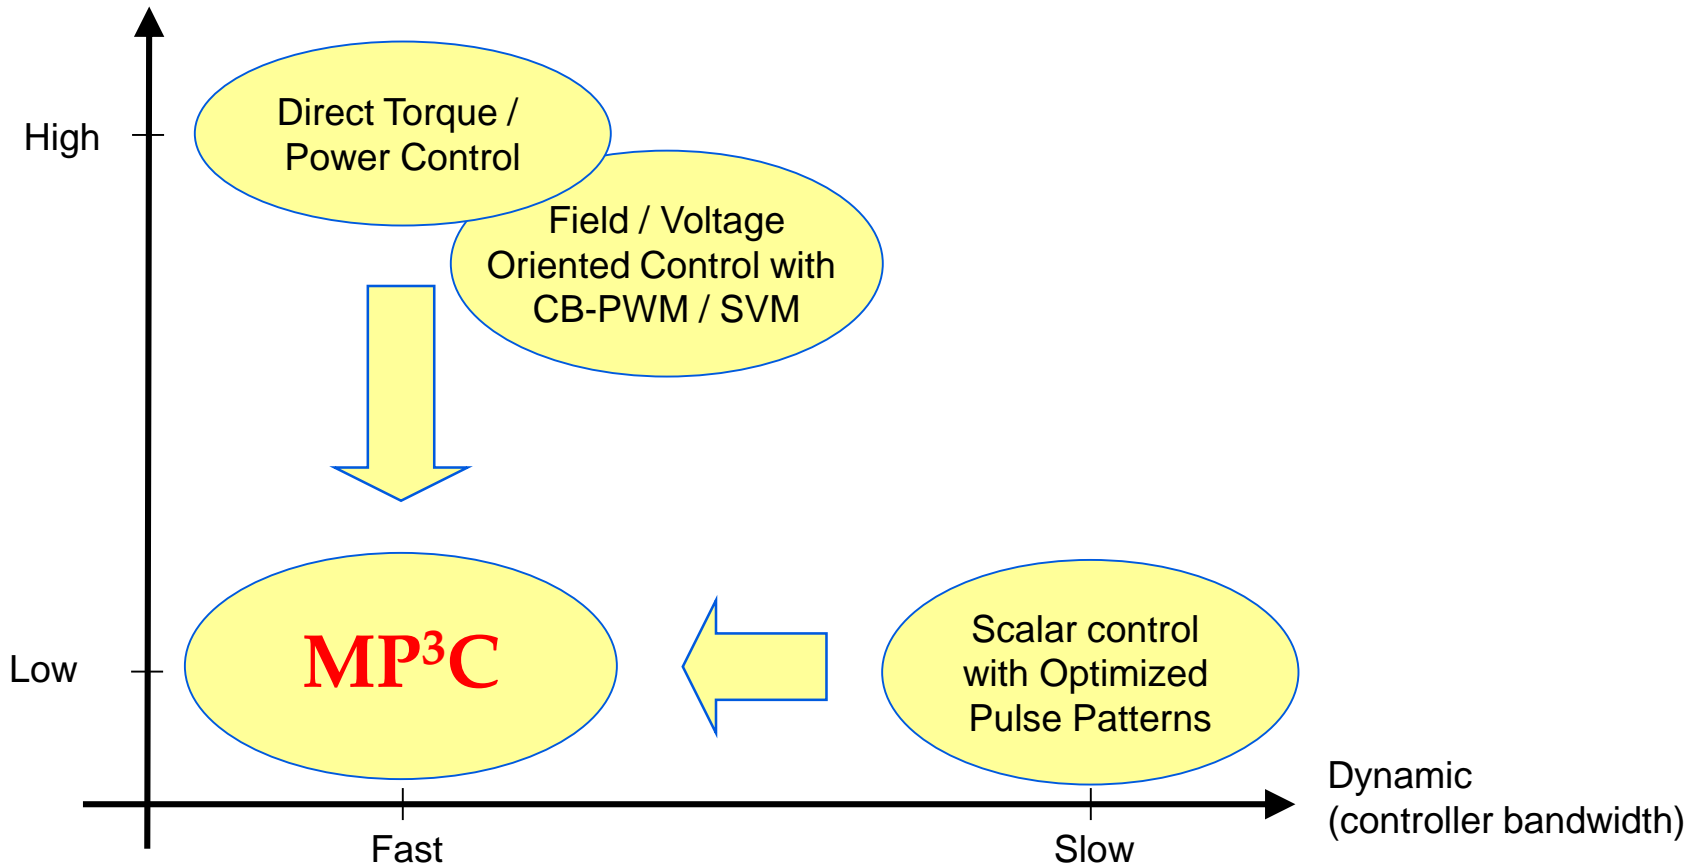 High
Direct Torque /
Power Control
Field / Voltage
Oriented Control with
CB-PWM / SVM
Low
MP³C
Scalar control
with Optimized
Pulse Patterns
Dynamic
(controller bandwidth)
Fast
Slow